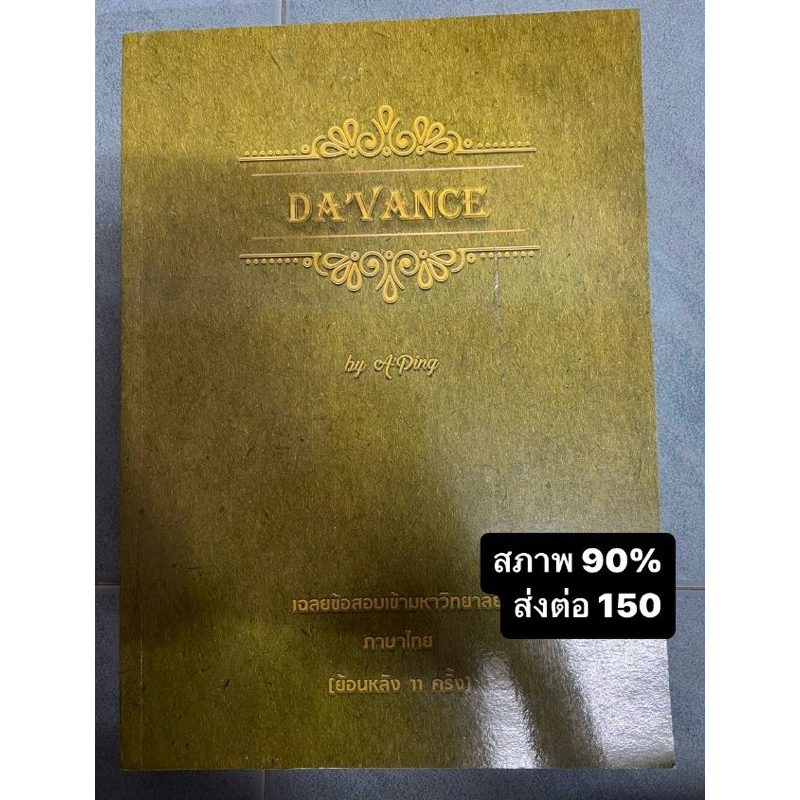 DA'VANCE
by A'Ping
เฉลยข้อสอบเข้ามหาวิทยาลัย
ภาษาไทย
(ย้อนหลัง 11 ครั้ง)
สภาพ 90%
ส่งต่อ 150